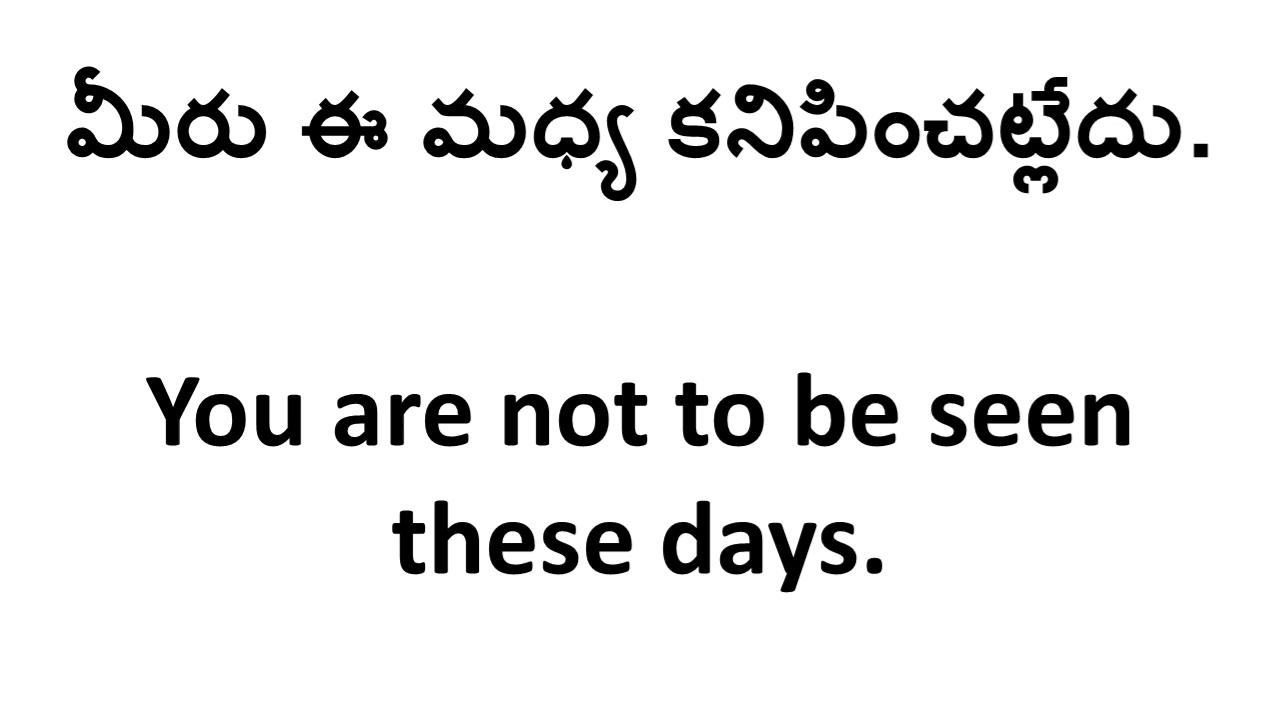 మీరు ఈ మధ్య కనిపించట్లేదు.
You are not to be seen
these days.